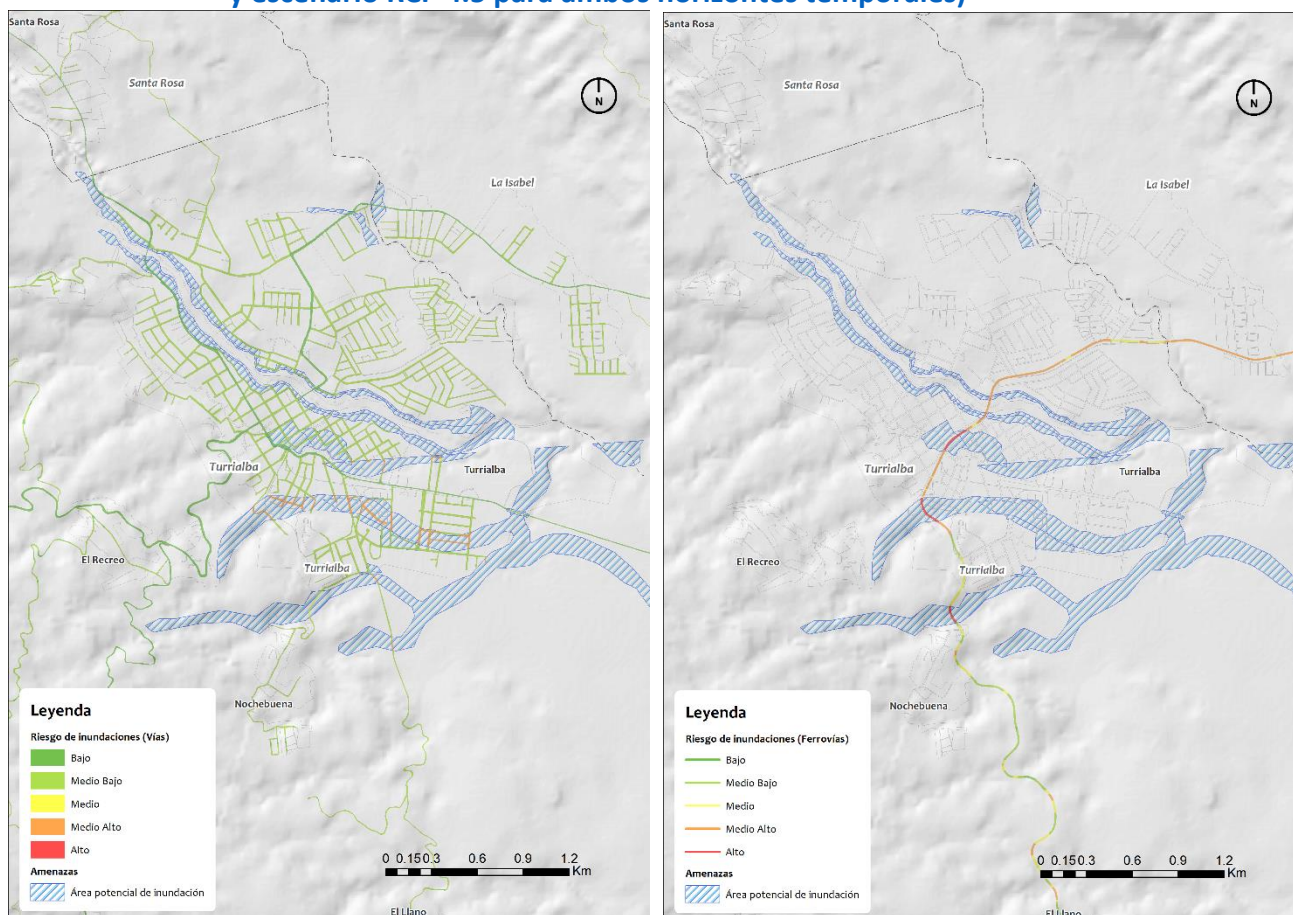 y escenario RCP 4.5 para ambos horizontes temporales)
Santa Rosa
Santa Rosa
N
La Isabel
Turrialba
Turrialba
El Recreo
Turrialba
Nochebuena
El Llano
Leyenda
Riesgo de inundaciones (Vías)
Bajo
Medio Bajo
Medio
Medio Alto
Alto
Amenazas
Área potencial de inundación
0 0.15 0.3 0.6 0.9 1.2
Km
Santa Rosa
Santa Rosa
N
La Isabel
Turrialba
Turrialba
El Recreo
Turrialba
Nochebuena
El Llano
Leyenda
Riesgo de inundaciones (Ferrovías)
Bajo
Medio Bajo
Medio
Medio Alto
Alto
Amenazas
Área potencial de inundación
0 0.15 0.3 0.6 0.9 1.2
Km